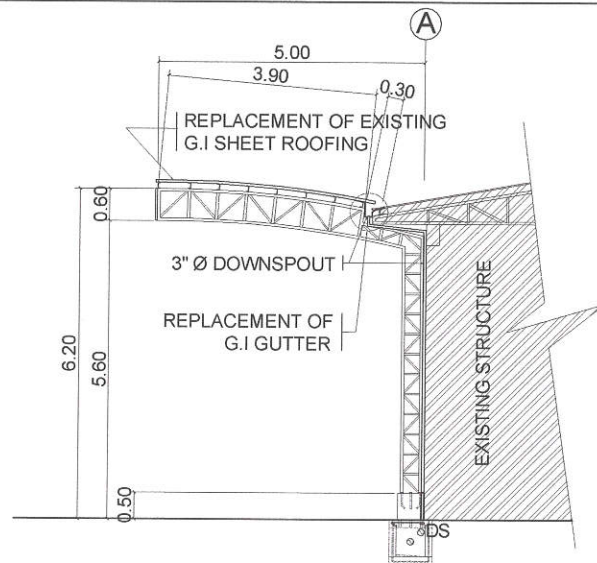 A
5.00
3.90
0.30
REPLACEMENT OF EXISTING
G.I SHEET ROOFING
0.60
3" Ø DOWNSPOUT
REPLACEMENT OF
G.I GUTTER
6.20
5.60
EXISTING STRUCTURE
0.50
DS